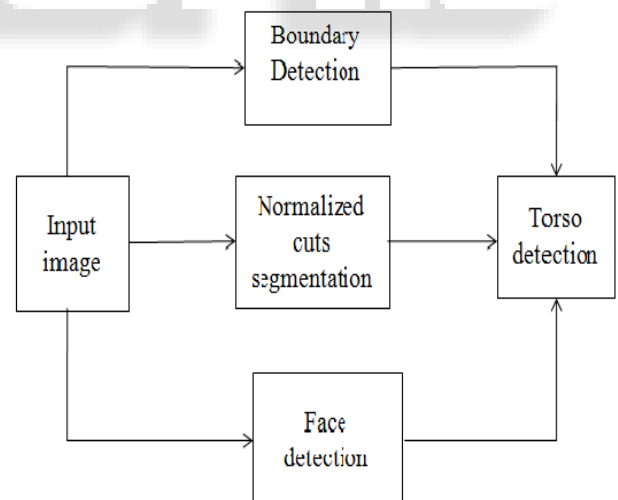 Boundary
Detection
Input
image
Normalized
cuts
segmentation
Torso
detection
Face
detection